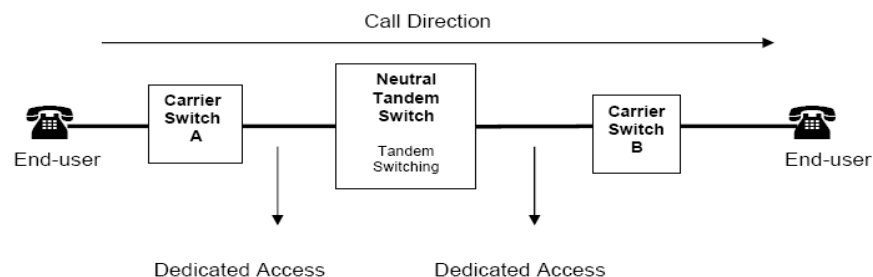 Call Direction
Carrier
Switch
A
Neutral
Tandem
Switch
Tandem
Switching
Carrier
Switch
B
End-user
End-user
Dedicated Access
Dedicated Access